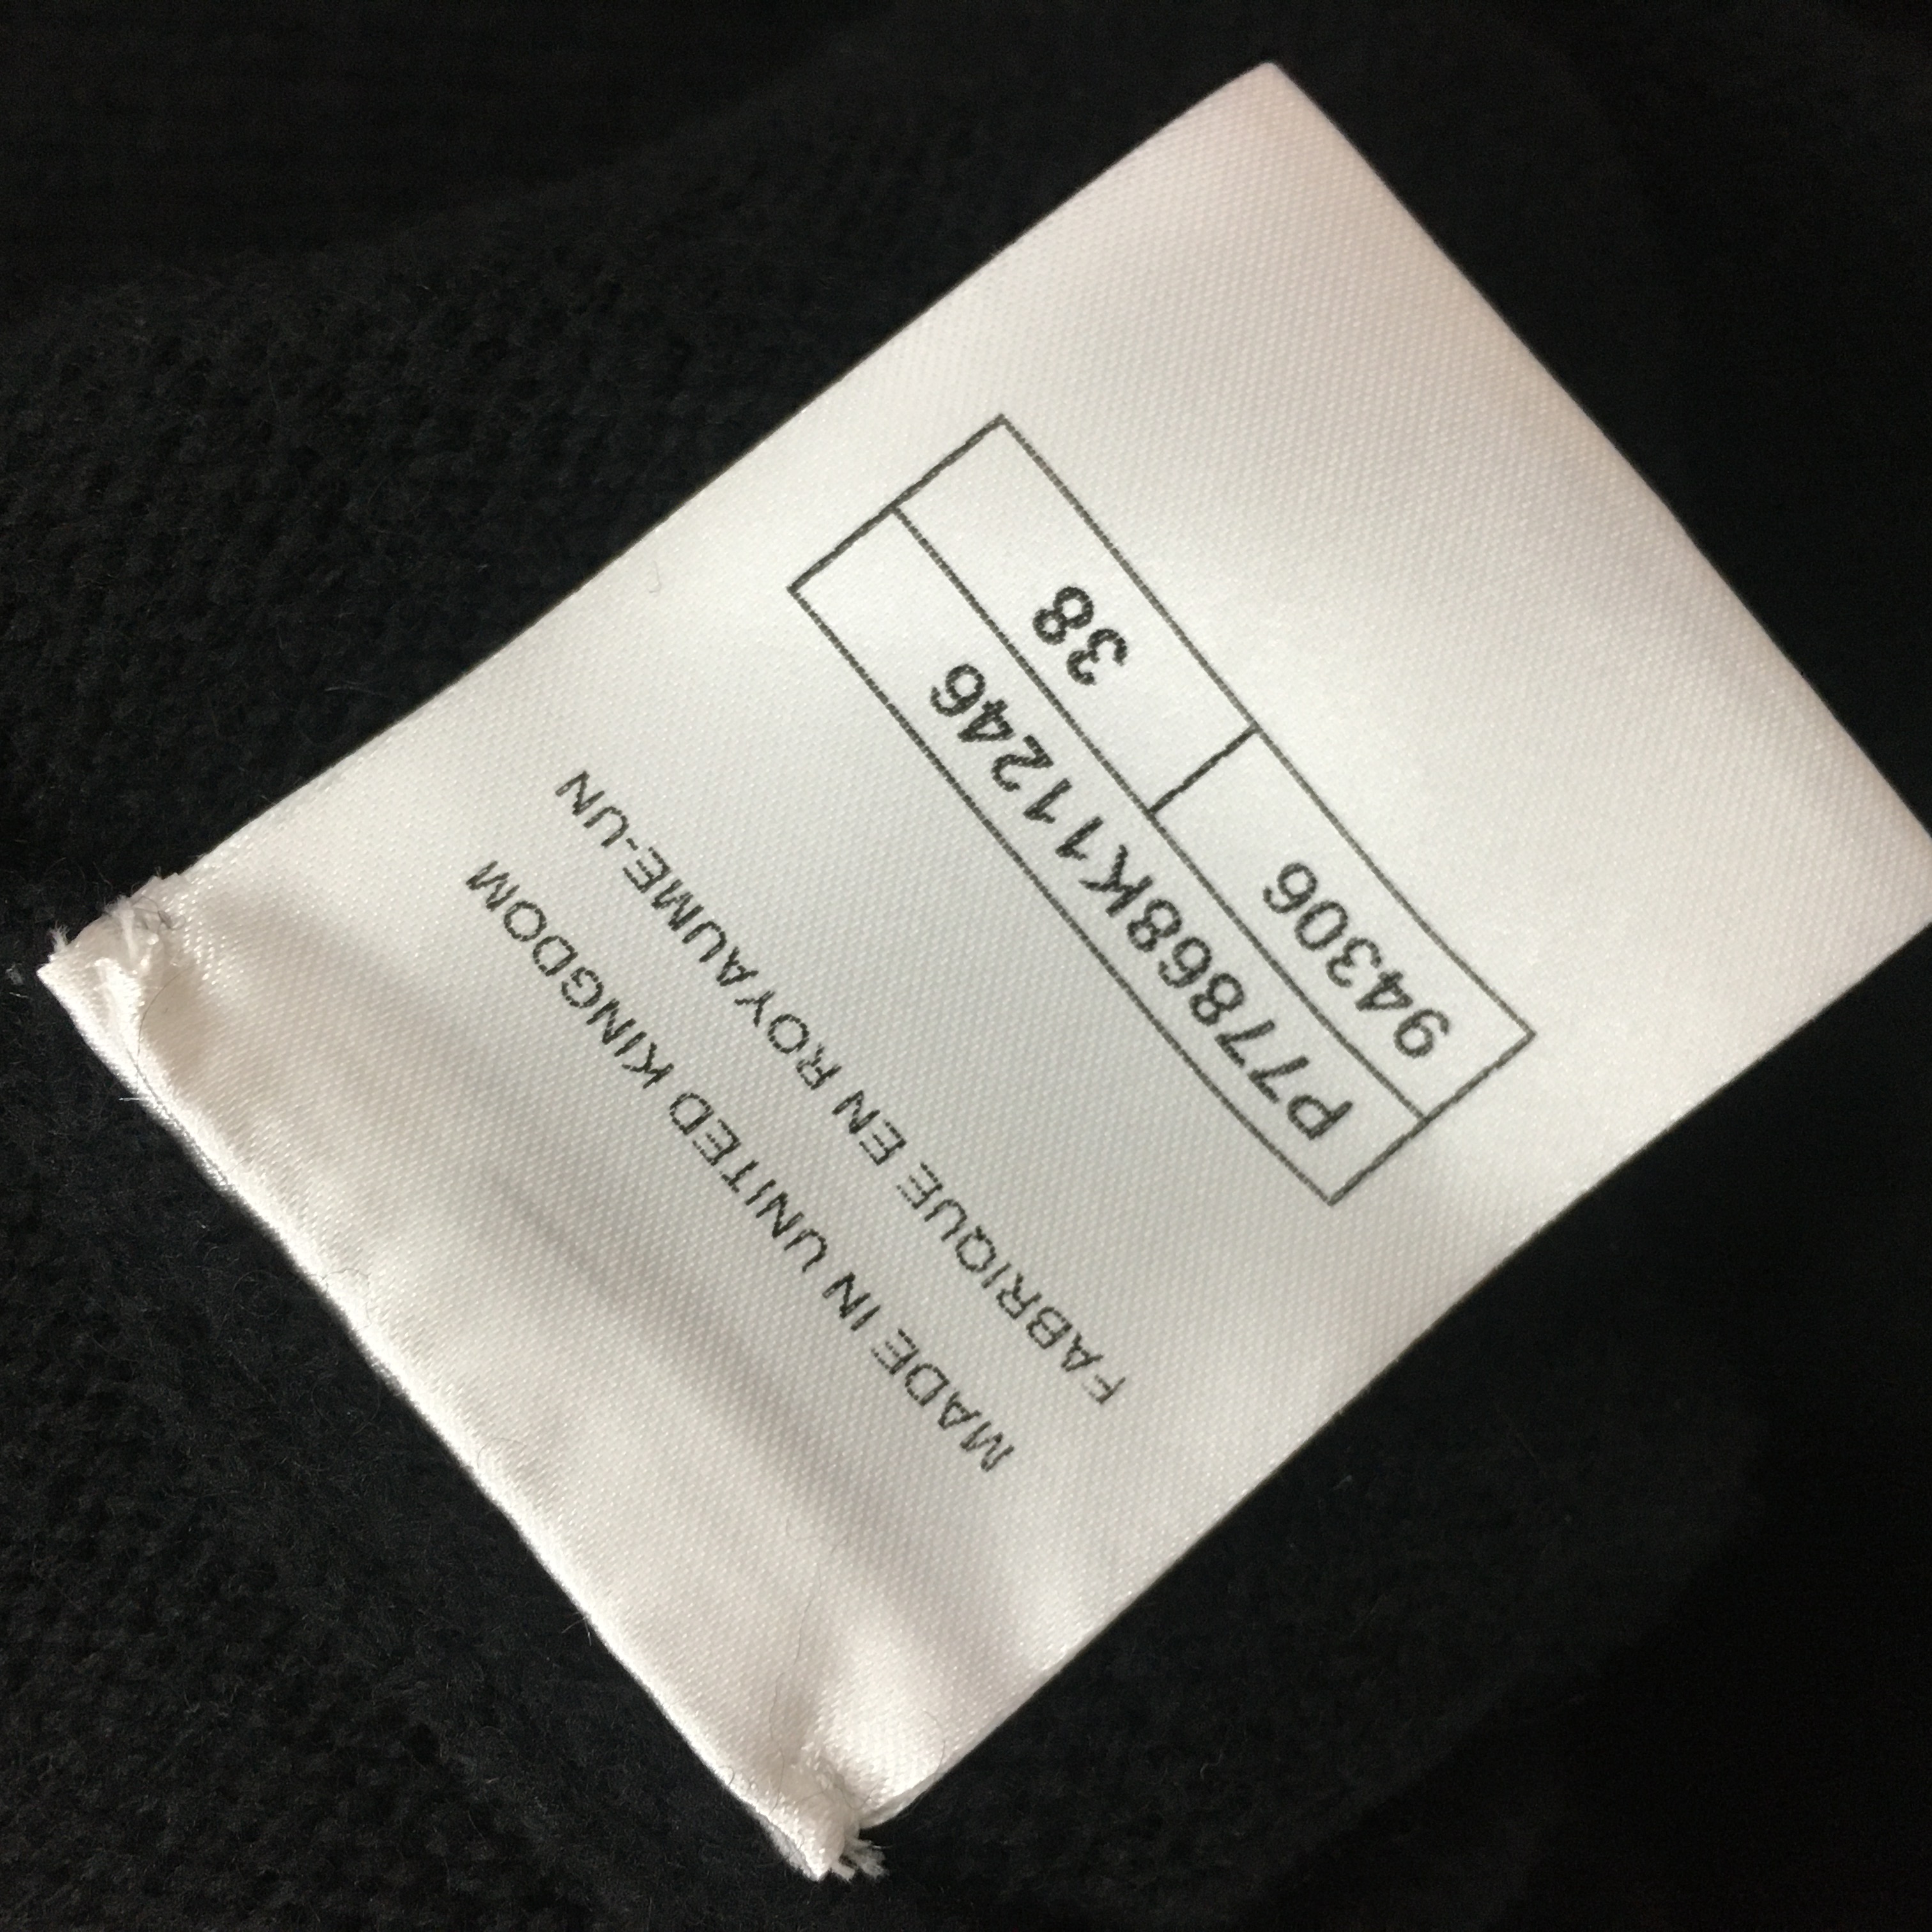 MADE IN UNITED KINGDOM
FABRIQUE EN ROYAUME-UN
P77868K11246
94306 38